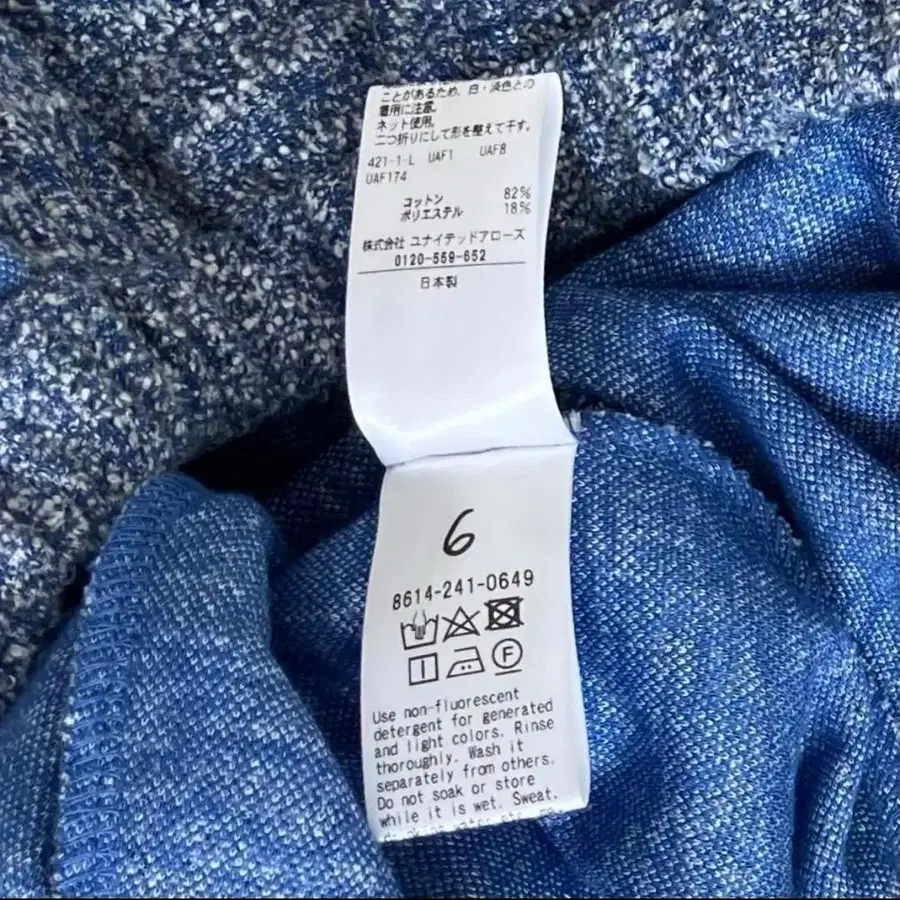 ことがあるため、白・淡色との
着用に注意。
ネット使用。
二つ折りにして形を整えて干す。
421-1-L UAF1 UAF8
UAF174
コットン 82%
ポリエステル 18%
株式会社 ユナイテッドアローズ
0120-559-652
日本製
6
8614-241-0649
F
Use non-fluorescent
detergent for generated
and light colors. Rinse
thoroughly. Wash it
separately from others.
Do not soak or store
while it is wet. Sweat,